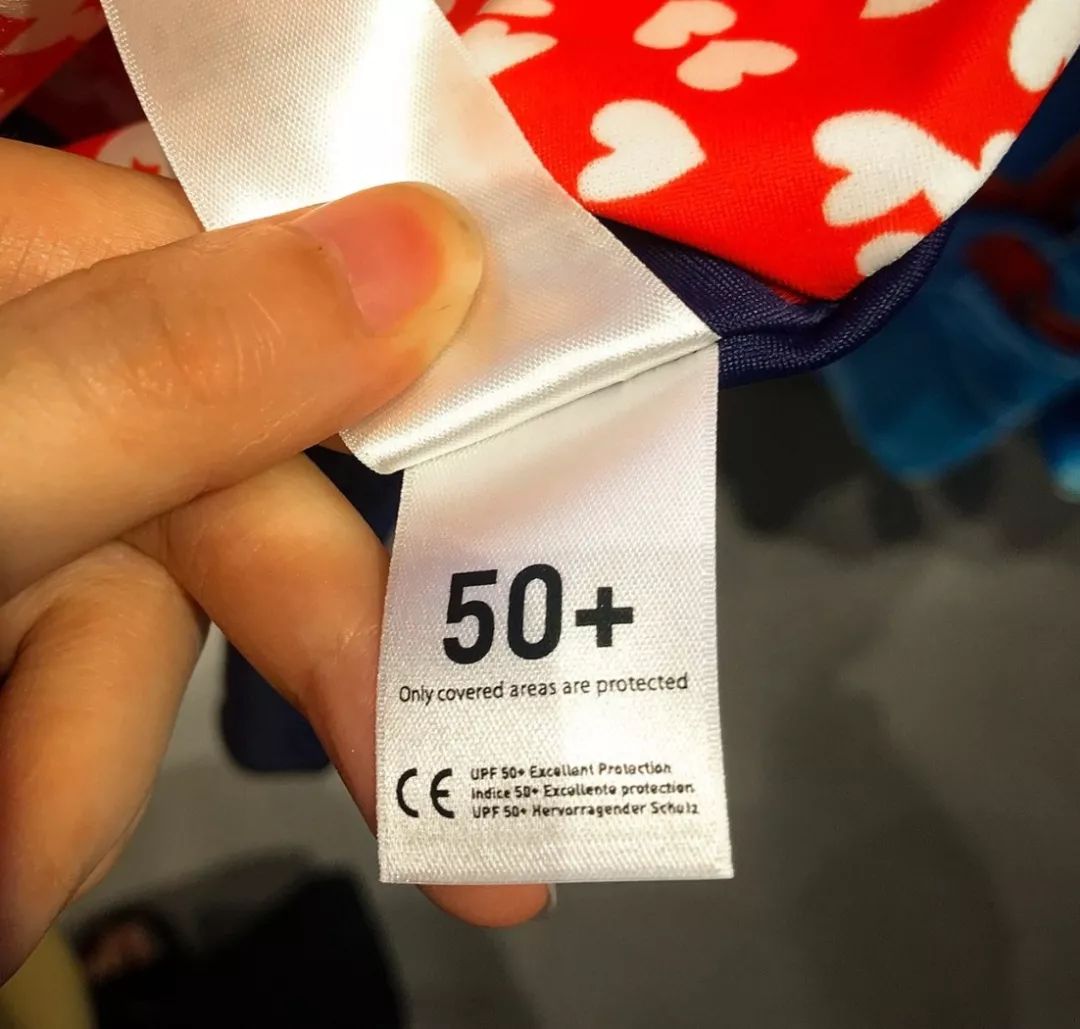 50+
Only covered areas are protected
CE
UPF 50+ Excellent Protection
Indice 50+ Excellente protection
UPF 50+ Hervorragender Schutz